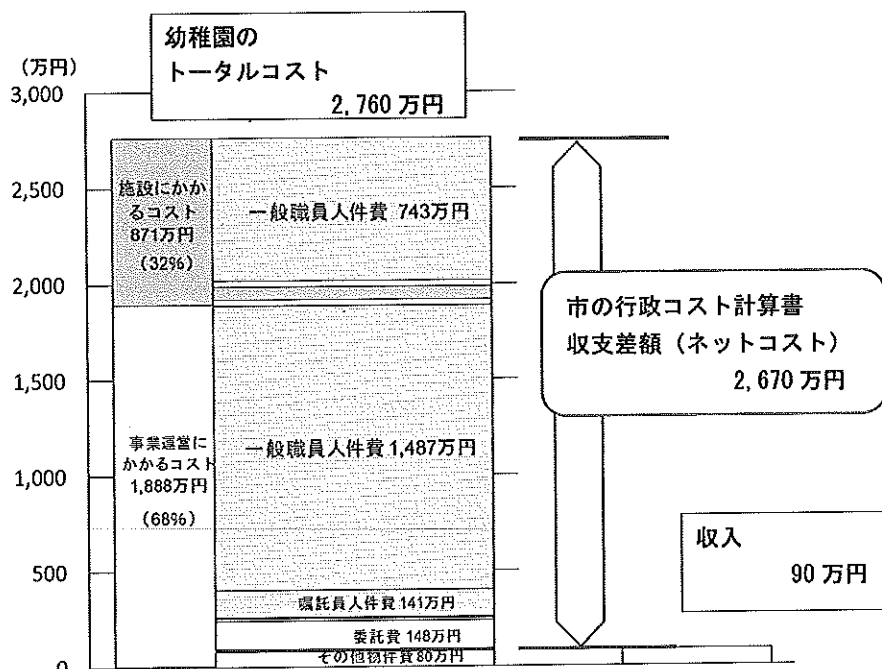 幼稚園の
トータルコスト
2,760 万円
(万円)
3,000
2,500
2,000
1,500
1,000
500
0
施設にかか
るコスト
871万円
(32%)
一般職員人件費 743万円
事業運営に
かかるコスト
1,888万円
(68%)
一般職員人件費 1,487万円
嘱託員人件費 141万円
委託費 148万円
その他物件費 80万円
市の行政コスト計算書
収支差額（ネットコスト）
2,670 万円
収入
90 万円